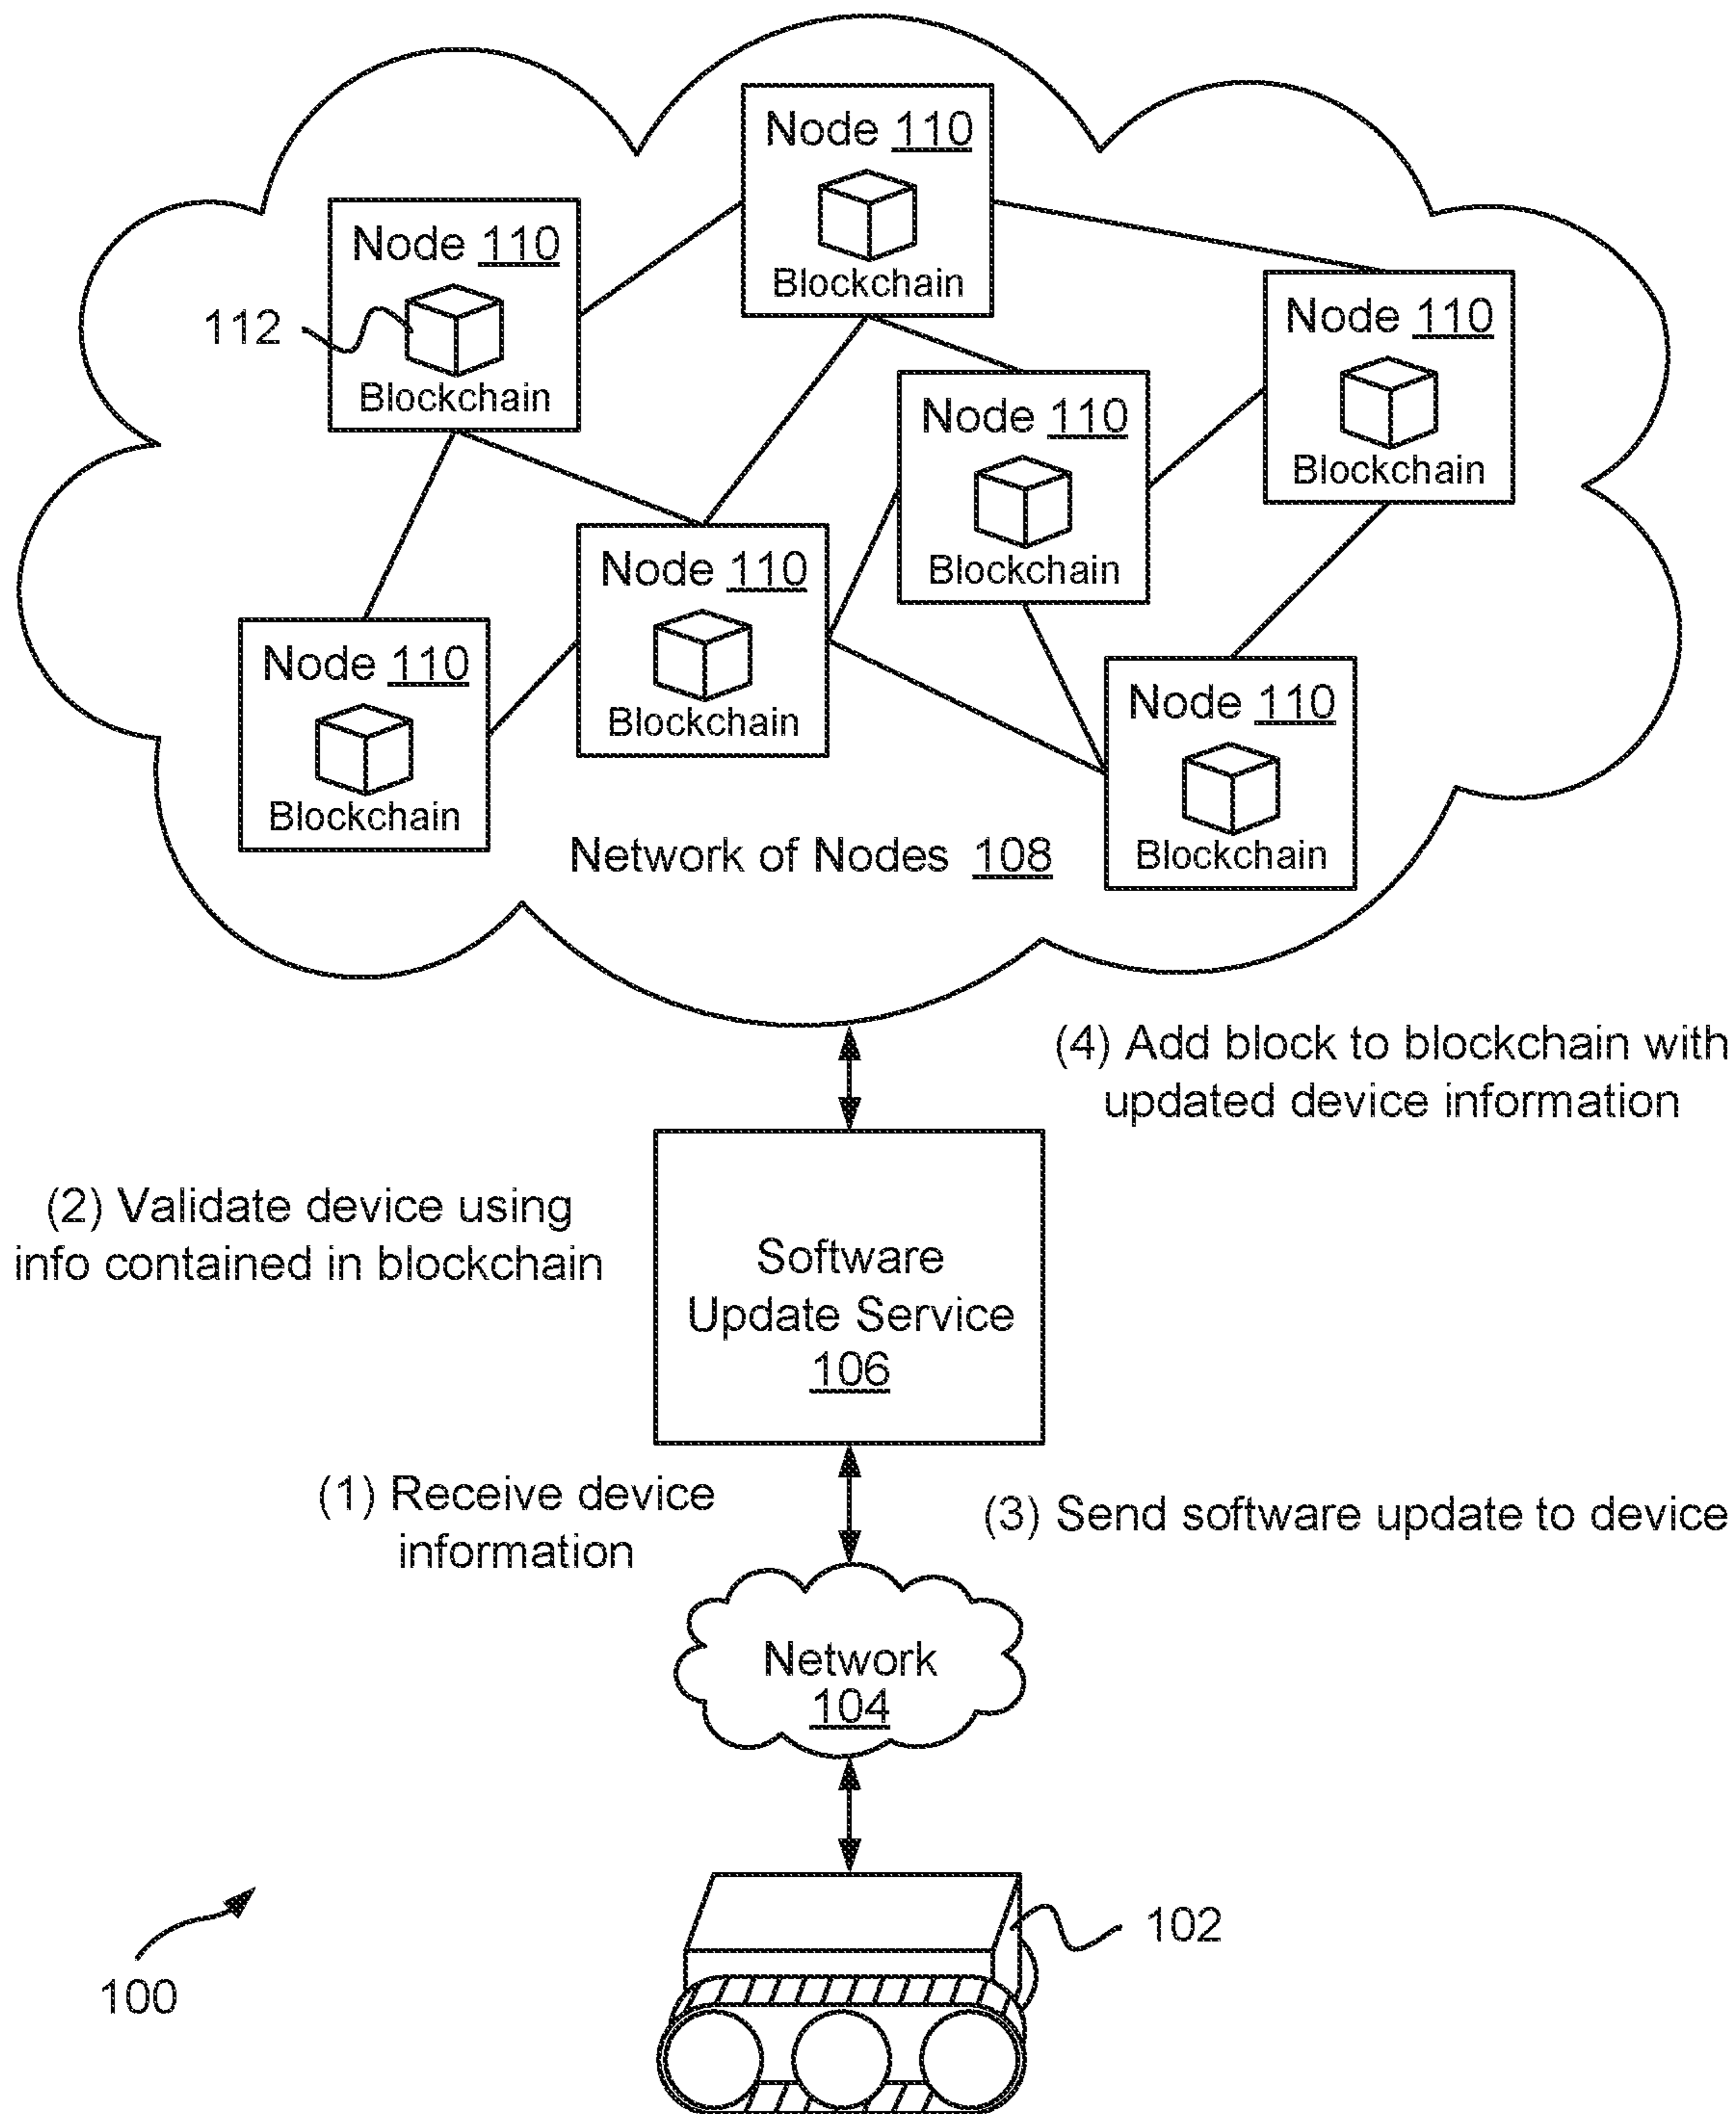 Node 110
Blockchain
Node 110
112
Blockchain
Node 110
Blockchain
Node 110
Blockchain
Node 110
Blockchain
Node 110
Blockchain
Node 110
Blockchain
Network of Nodes 108
(4) Add block to blockchain with
updated device information
(2) Validate device using
info contained in blockchain
Software
Update Service
106
(1) Receive device
information
(3) Send software update to device
Network
104
102
100